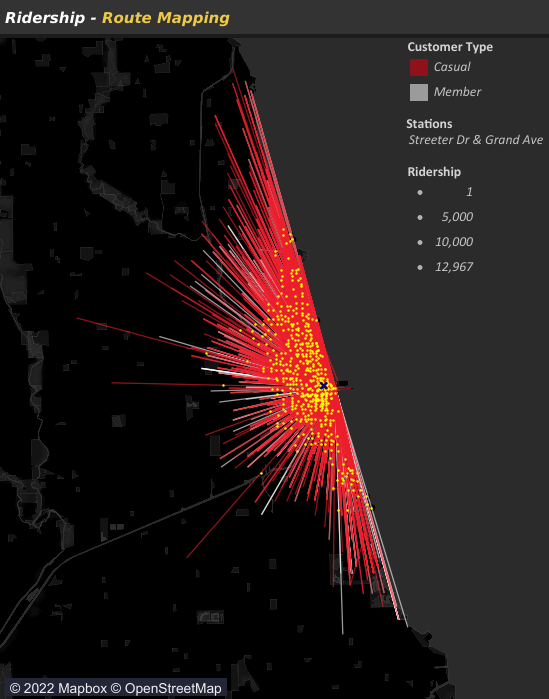 Ridership - Route Mapping
Customer Type
Casual
Member
Stations
Streeter Dr & Grand Ave
Ridership
1
5,000
10,000
12,967
© 2022 Mapbox © OpenStreetMap